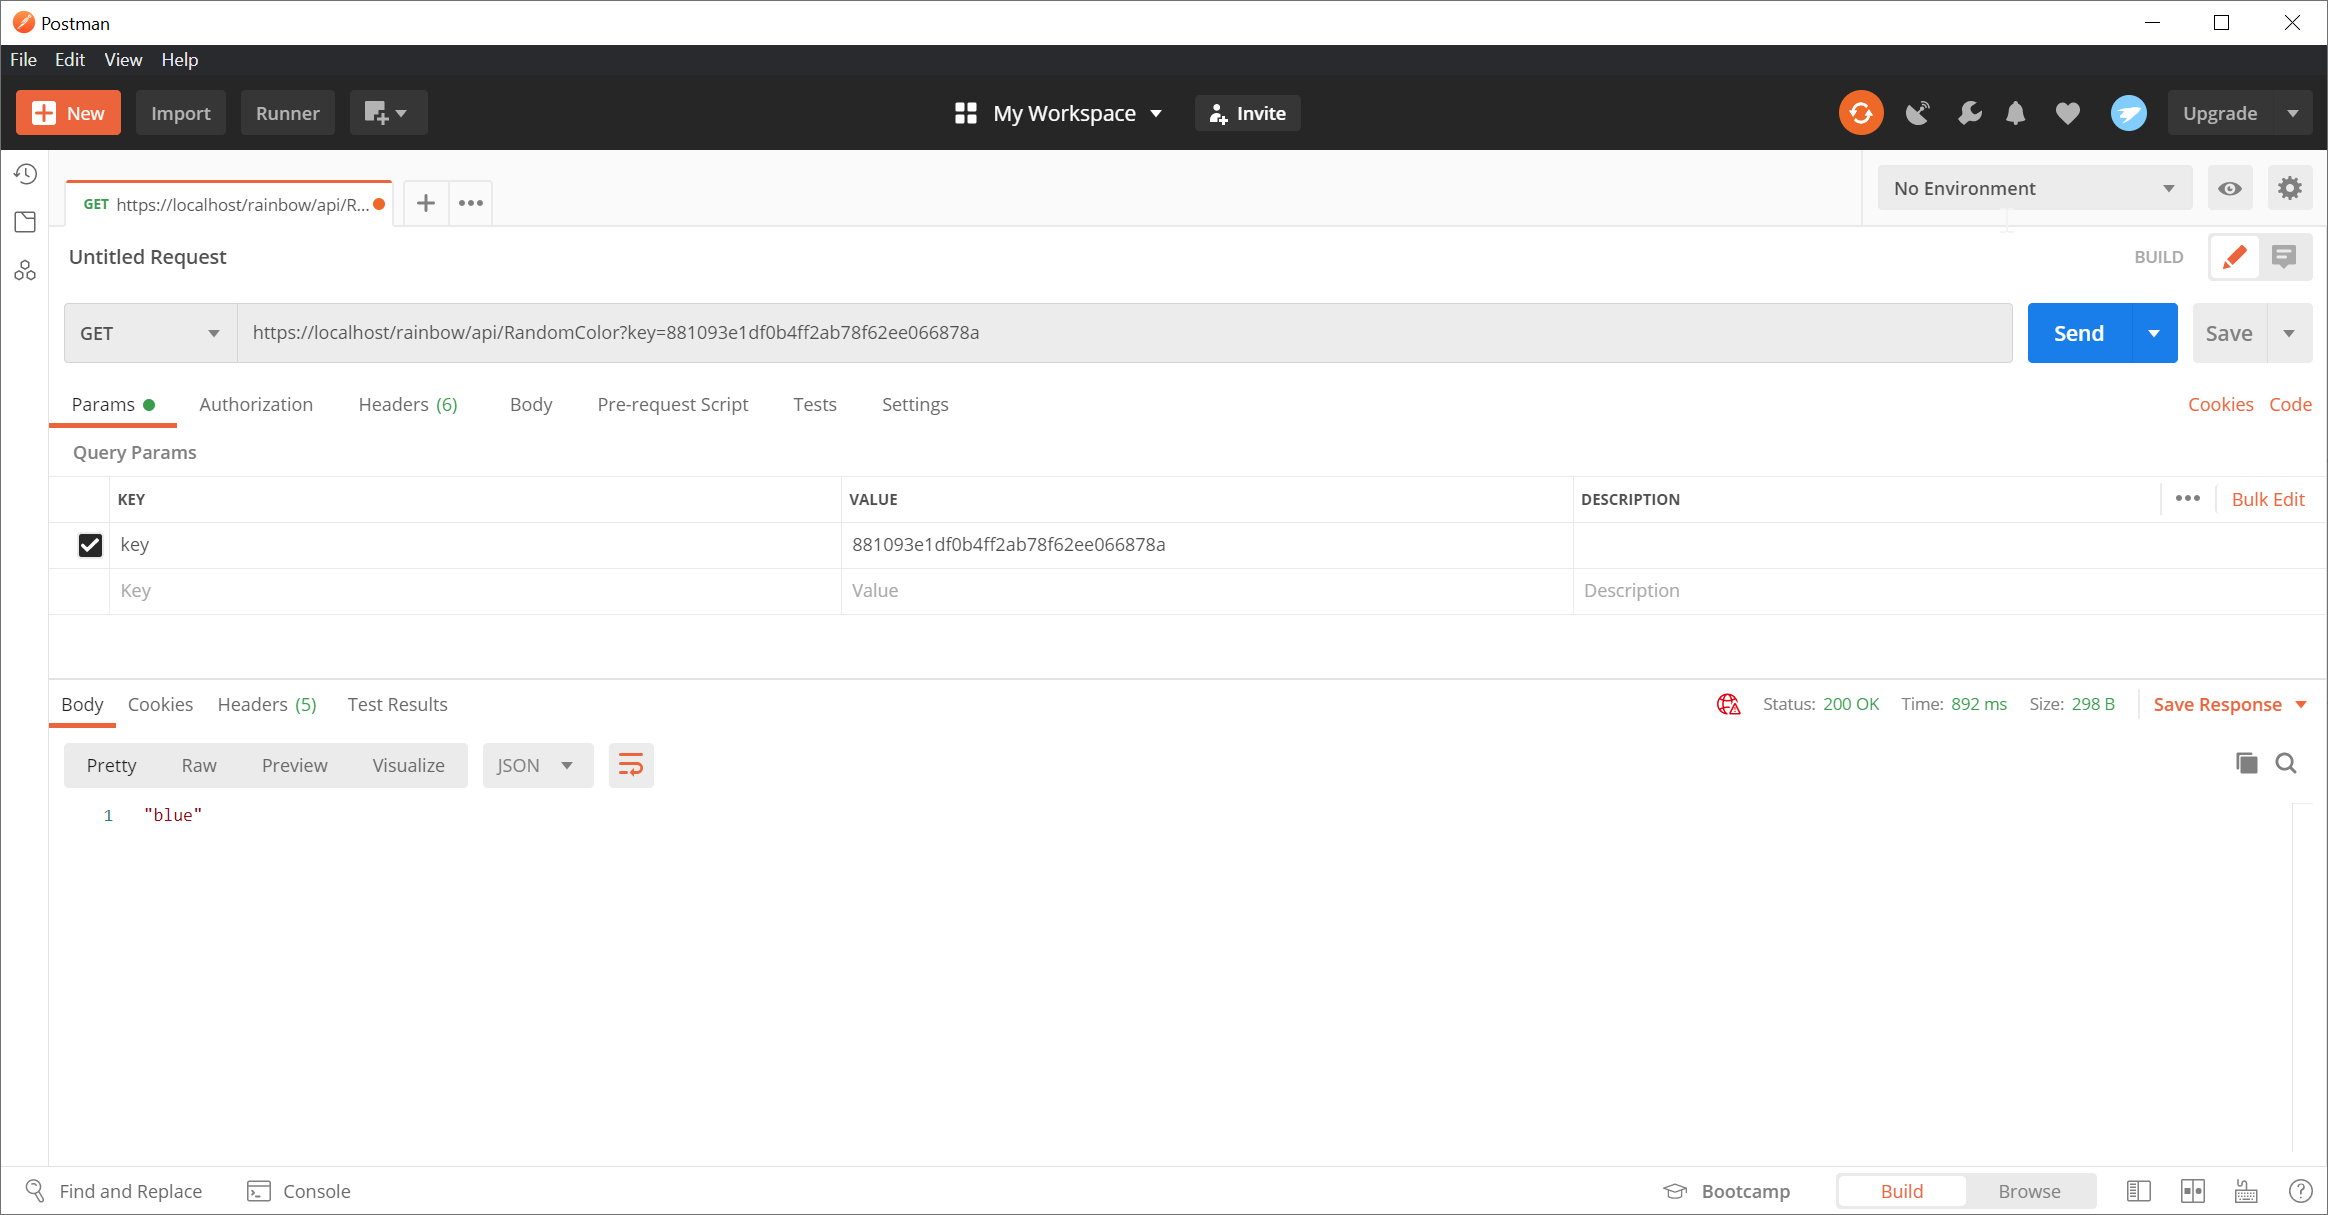 Postman
File Edit View Help
New Import Runner My Workspace Invite Upgrade
GET https://localhost/rainbow/api/R... No Environment
Untitled Request BUILD
GET https://localhost/rainbow/api/RandomColor?key=881093e1df0b4ff2ab78f62ee066878a Send Save
Params Authorization Headers (6) Body Pre-request Script Tests Settings Cookies Code
Query Params
KEY VALUE DESCRIPTION Bulk Edit
key 881093e1df0b4ff2ab78f62ee066878a
Key Value Description
Body Cookies Headers (5) Test Results Status: 200 OK Time: 892 ms Size: 298 B Save Response
Pretty Raw Preview Visualize JSON
1 "blue"
Find and Replace Console Bootcamp Build Browse